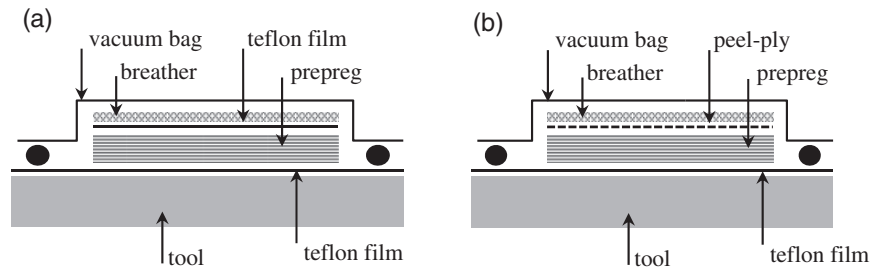 (a)
vacuum bag
teflon film
breather
prepreg
tool
teflon film
(b)
vacuum bag
peel-ply
breather
prepreg
tool
teflon film